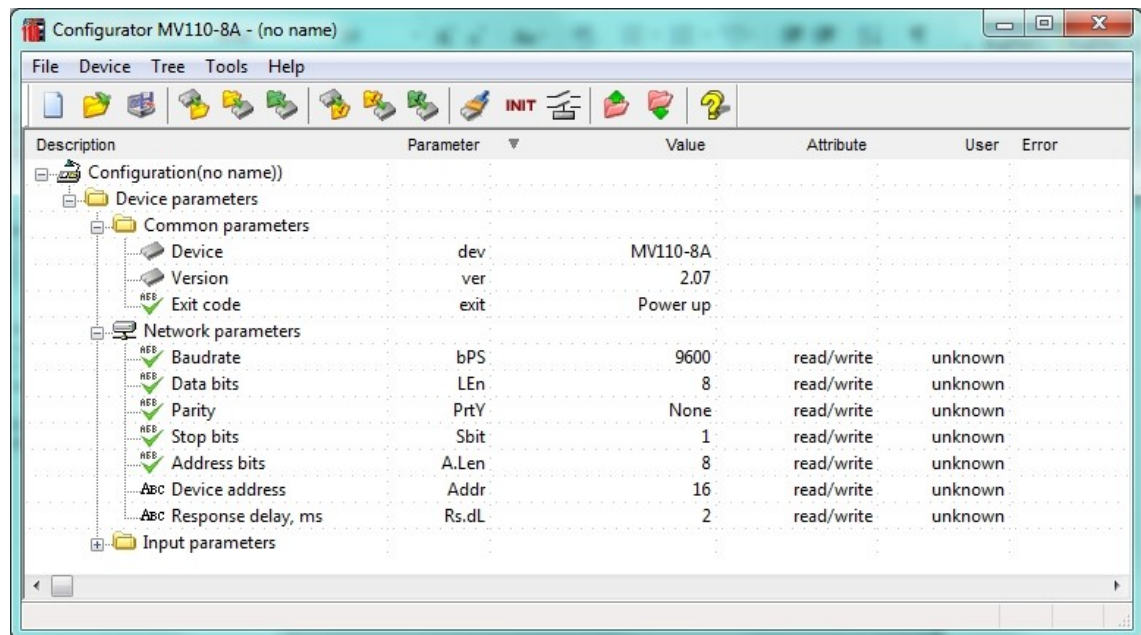 Configurator MV110-8A - (no name)
File Device Tree Tools Help
INIT
Description Parameter Value Attribute User Error
Configuration(no name))
Device parameters
Common parameters
Device dev MV110-8A
Version ver 2.07
Exit code exit Power up
Network parameters
Baudrate bPS 9600 read/write unknown
Data bits LEn 8 read/write unknown
Parity PrtY None read/write unknown
Stop bits Sbit 1 read/write unknown
Address bits A.Len 8 read/write unknown
ABC Device address Addr 16 read/write unknown
ABC Response delay, ms Rs.dL 2 read/write unknown
Input parameters